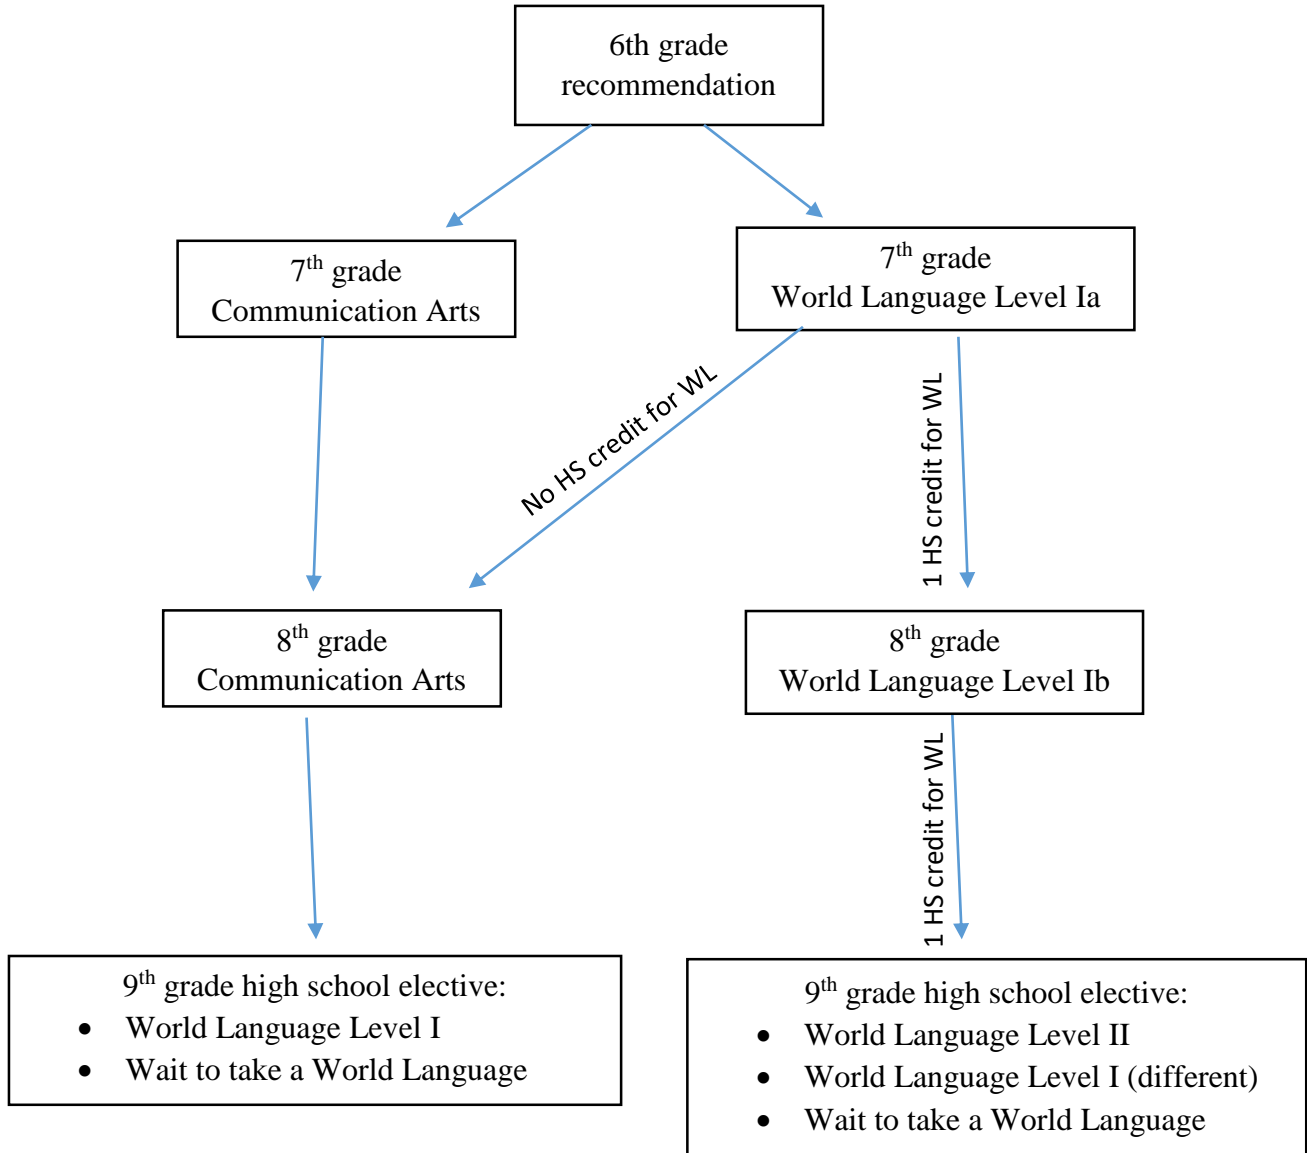 6th grade
recommendation
7th grade
Communication Arts
7th grade
World Language Level Ia
No HS credit for WL
1 HS credit for WL
8th grade
Communication Arts
8th grade
World Language Level Ib
1 HS credit for WL
9th grade high school elective:
• World Language Level I
• Wait to take a World Language
9th grade high school elective:
• World Language Level II
• World Language Level I (different)
• Wait to take a World Language